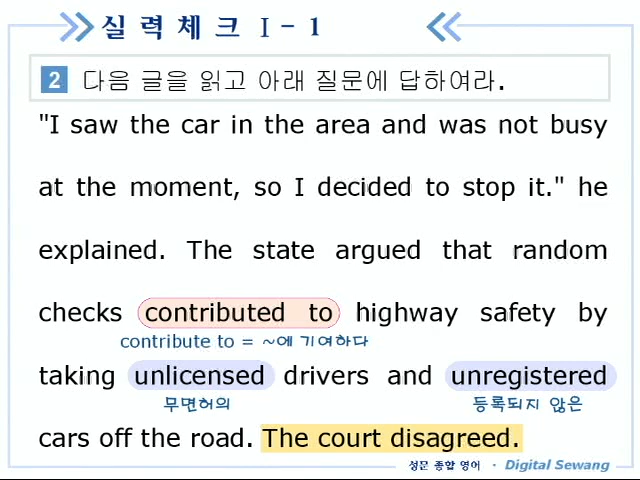 실력체크 I - 1
2 다음 글을 읽고 아래 질문에 답하여라.
"I saw the car in the area and was not busy
at the moment, so I decided to stop it." he
explained. The state argued that random
checks contributed to highway safety by
contribute to = ~에 기여하다
taking unlicensed drivers and unregistered
무면허의 등록되지 않은
cars off the road. The court disagreed.
성문 종합 영어 · Digital Sewang